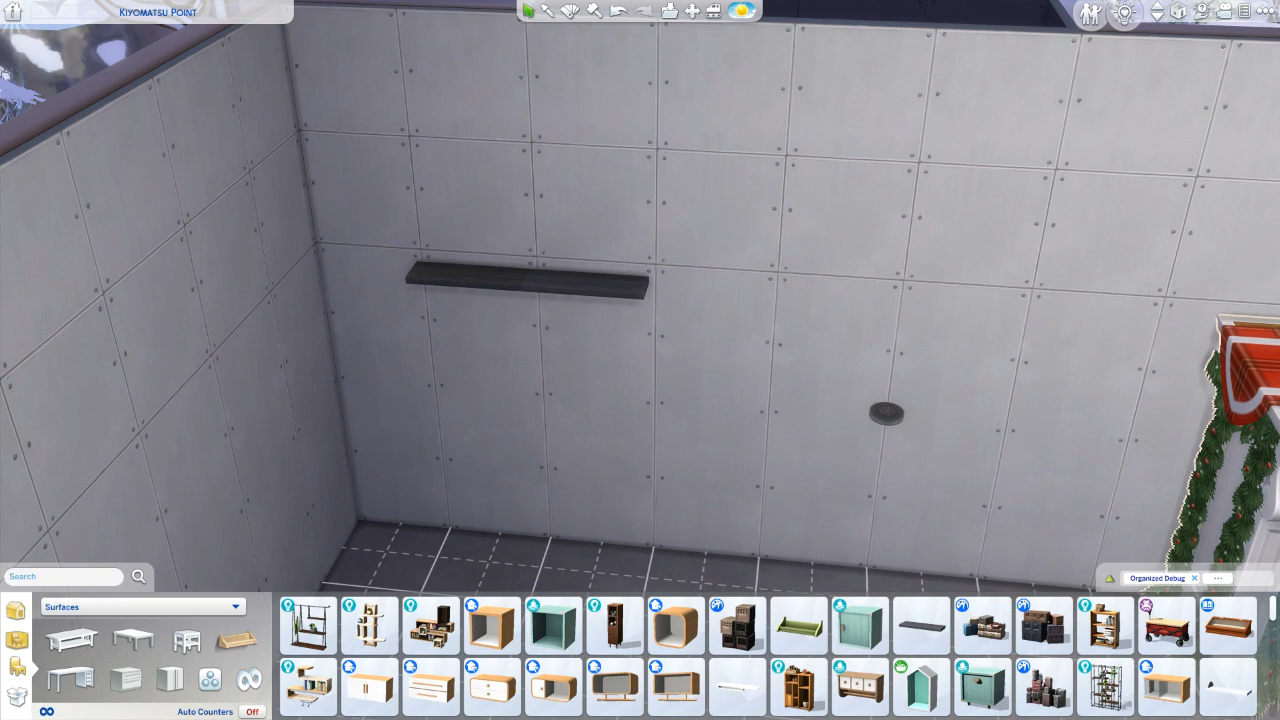 Kiyomatsu Point
Search
Organized Debug
...
Surfaces
Auto Counters Off